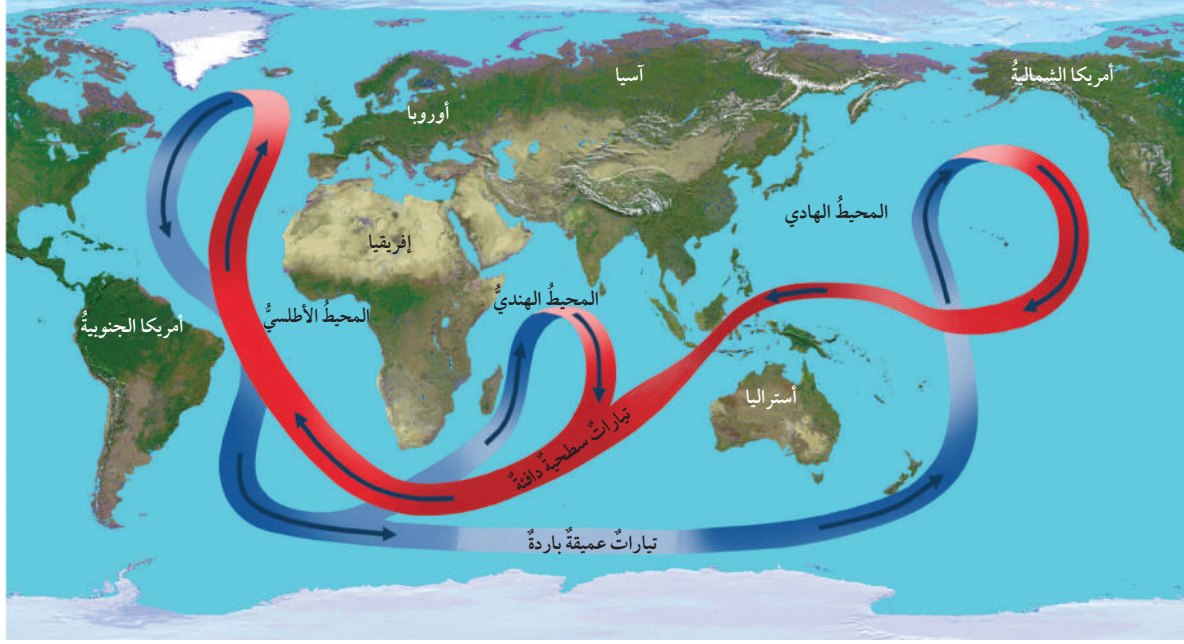 أمريكا الشماليةُ
آسيا
أوروبا
المحيطُ الهادي
إفريقيا
المحيطُ الهنديُّ
المحيطُ الأطلسيُّ
أمريكا الجنوبيةُ
أستراليا
تياراتٌ سطحيةٌ دافئةٌ
تياراتٌ عميقةٌ باردةٌ